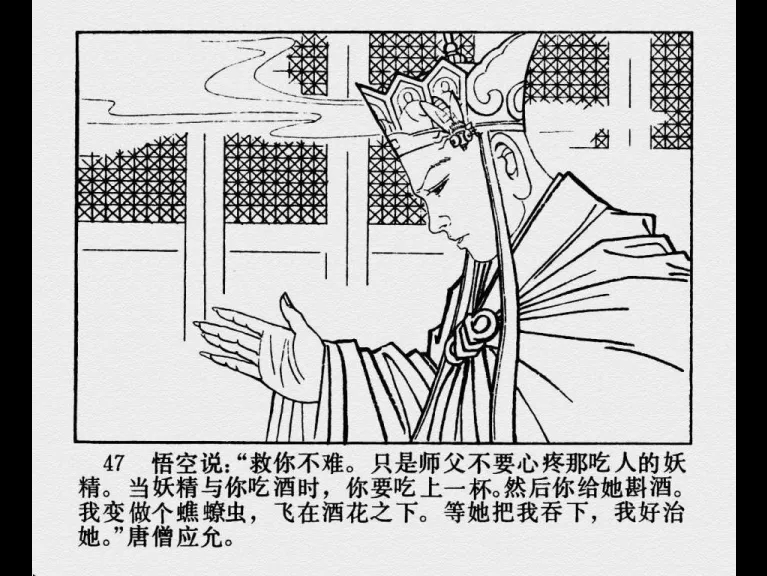 47 悟空说：“救你不难。只是师父不要心疼那吃人的妖
精。当妖精与你吃酒时，你要吃上一杯。然后你给她斟酒。
我变做个蟭蟟虫，飞在酒花之下。等她把我吞下，我好治
她。”唐僧应允。